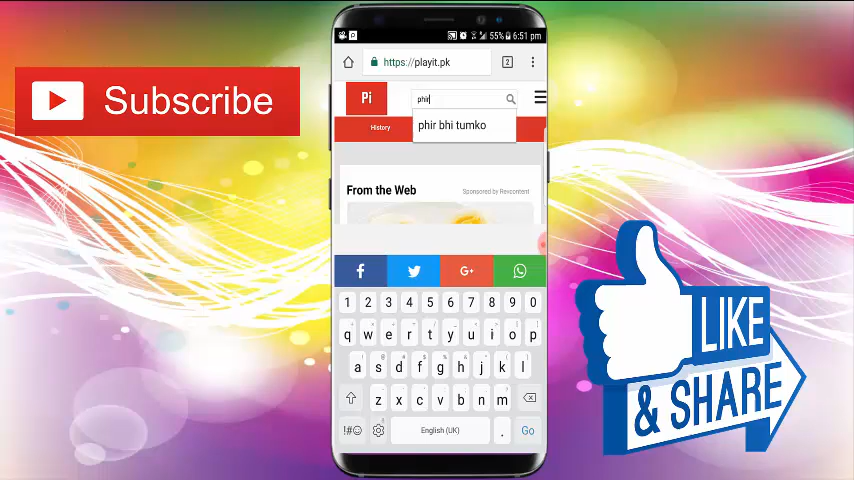 55% 6:51 pm
https://playit.pk
2
Subscribe
Pi
phir
History
phir bhi tumko
From the Web
Sponsored by Revcontent
f
G+
1 2 3 4 5 6 7 8 9 0
q w e r t y u i o p
a s d f g h j k l
z x c v b n m
!#☺ English (UK) . Go
LIKE
& SHARE